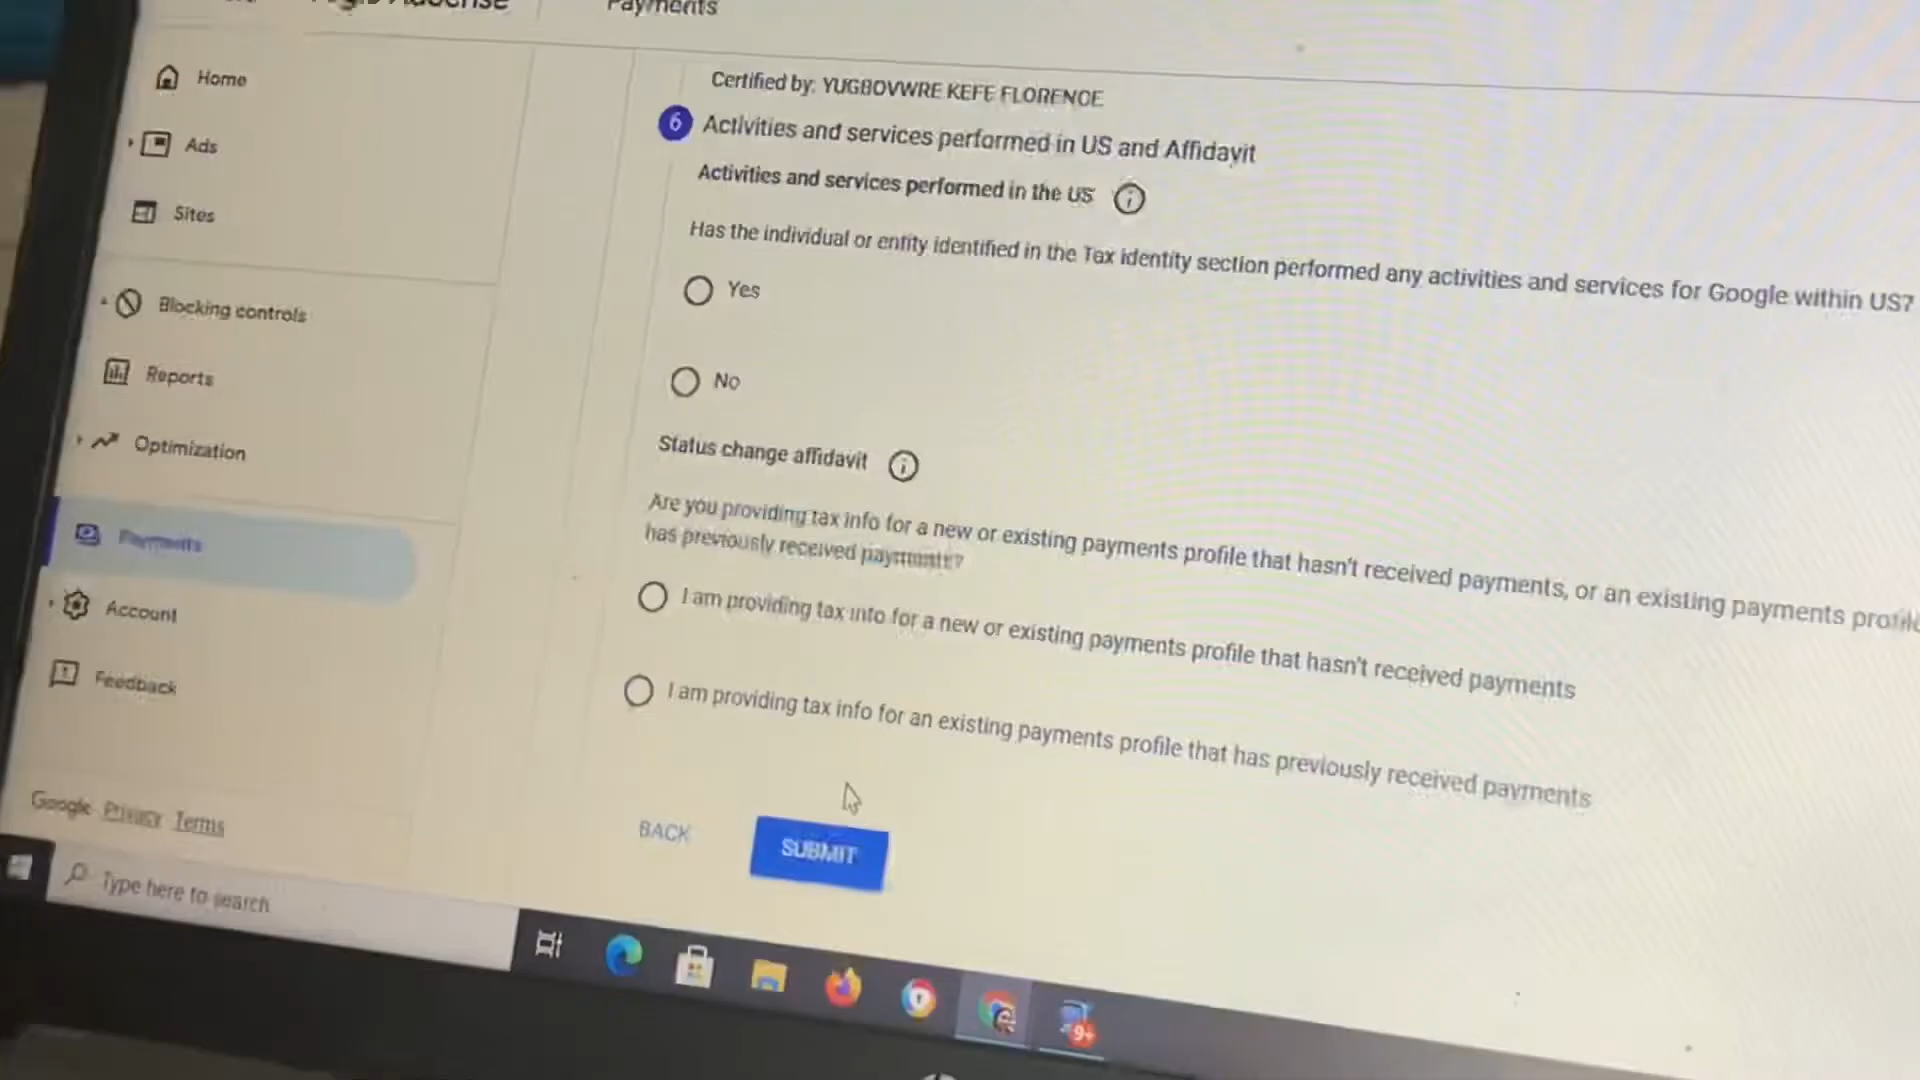 Payments
Home
Ads
Sites
Blocking controls
Reports
Optimization
Payments
Account
Feedback
Google Privacy Terms
Certified by: YUGBOVWRE KEFE FLORENCE
6 Activities and services performed in US and Affidavit
Activities and services performed in the US
Has the individual or entity identified in the Tax identity section performed any activities and services for Google within US?
Yes
No
Status change affidavit
Are you providing tax info for a new or existing payments profile that hasn't received payments, or an existing payments profile
has previously received payments?
I am providing tax info for a new or existing payments profile that hasn't received payments
I am providing tax info for an existing payments profile that has previously received payments
BACK
SUBMIT
Type here to search
9+